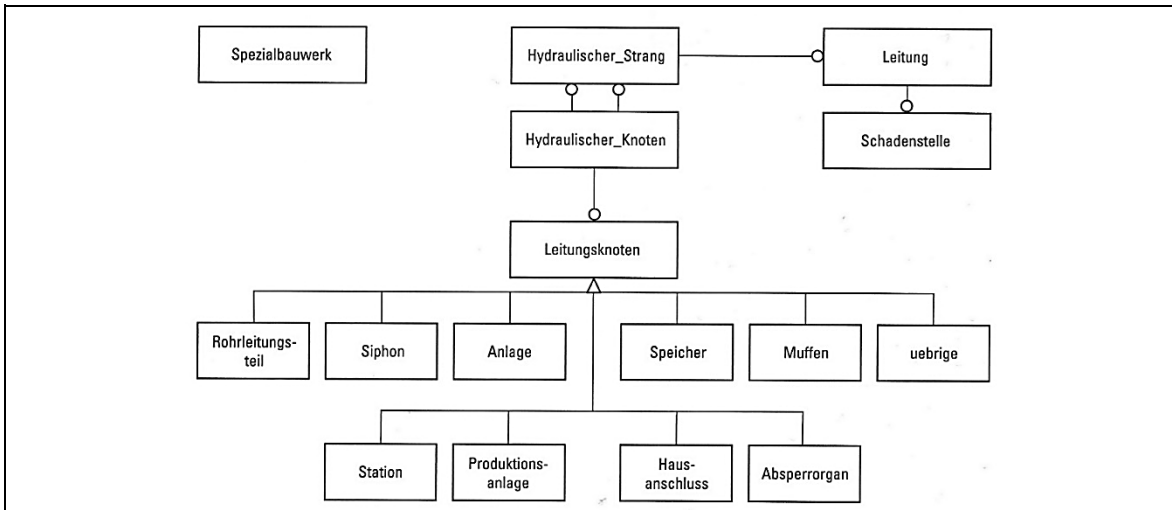 Spezialbauwerk
Hydraulischer_Strang
Leitung
Hydraulischer_Knoten
Schadenstelle
Leitungsknoten
Rohrleitungs-
teil
Siphon
Anlage
Speicher
Muffen
uebrige
Station
Produktions-
anlage
Haus-
anschluss
Absperrorgan